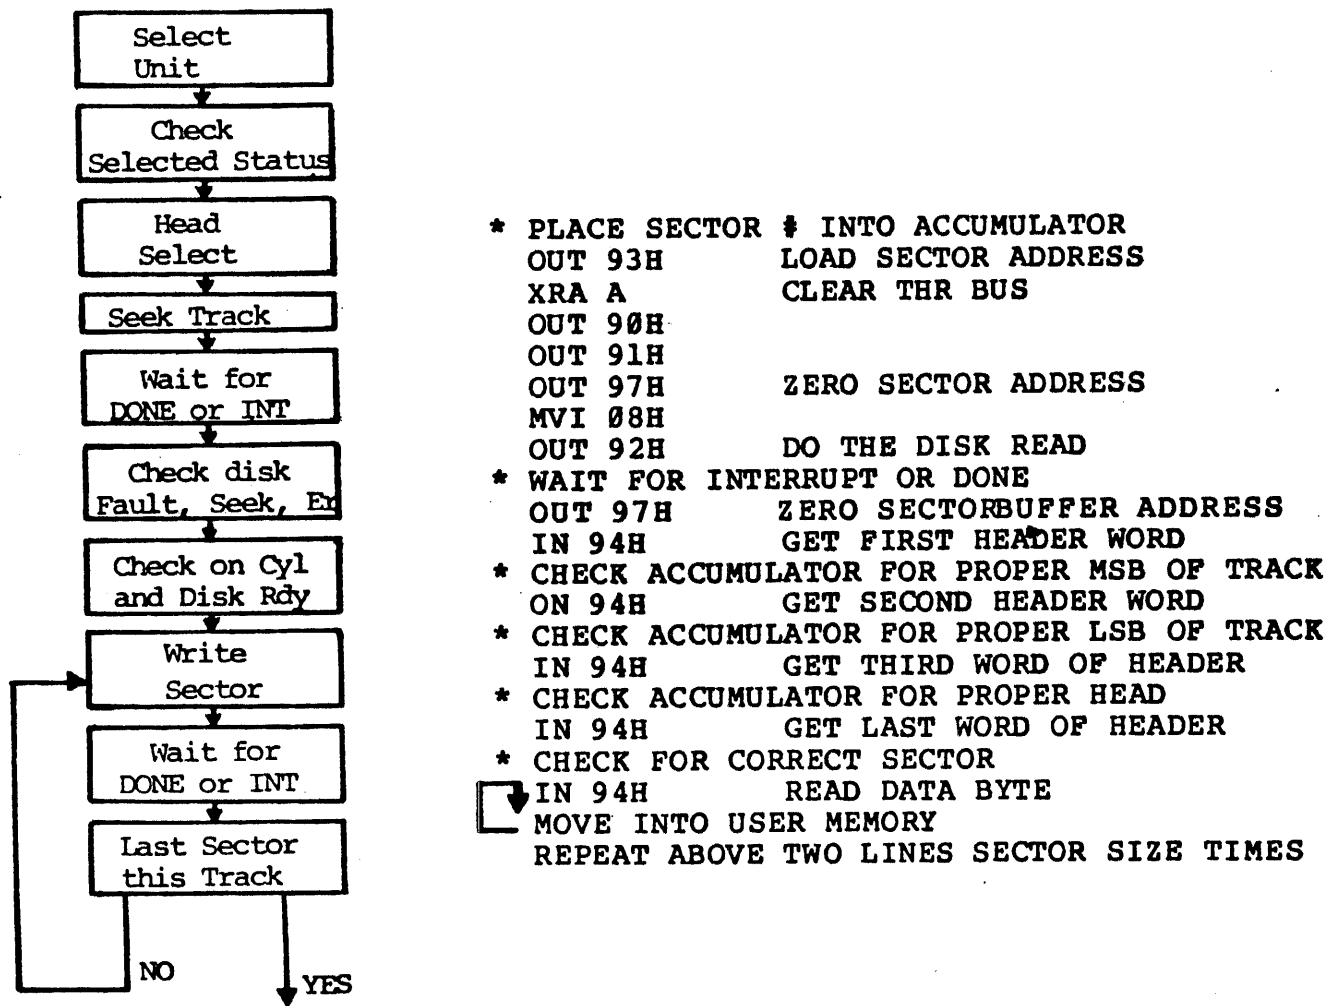 Select
Unit
Check
Selected Status
Head
Select
Seek Track
Wait for
DONE or INT
Check disk
Fault, Seek, Er
Check on Cyl
and Disk Rdy
Write
Sector
Wait for
DONE or INT
Last Sector
this Track
NO
YES
* PLACE SECTOR # INTO ACCUMULATOR
OUT 93H LOAD SECTOR ADDRESS
XRA A CLEAR THR BUS
OUT 90H
OUT 91H
OUT 97H ZERO SECTOR ADDRESS
MVI 08H
OUT 92H DO THE DISK READ
* WAIT FOR INTERRUPT OR DONE
OUT 97H ZERO SECTORBUFFER ADDRESS
IN 94H GET FIRST HEADER WORD
* CHECK ACCUMULATOR FOR PROPER MSB OF TRACK
ON 94H GET SECOND HEADER WORD
* CHECK ACCUMULATOR FOR PROPER LSB OF TRACK
IN 94H GET THIRD WORD OF HEADER
* CHECK ACCUMULATOR FOR PROPER HEAD
IN 94H GET LAST WORD OF HEADER
* CHECK FOR CORRECT SECTOR
IN 94H READ DATA BYTE
MOVE INTO USER MEMORY
REPEAT ABOVE TWO LINES SECTOR SIZE TIMES